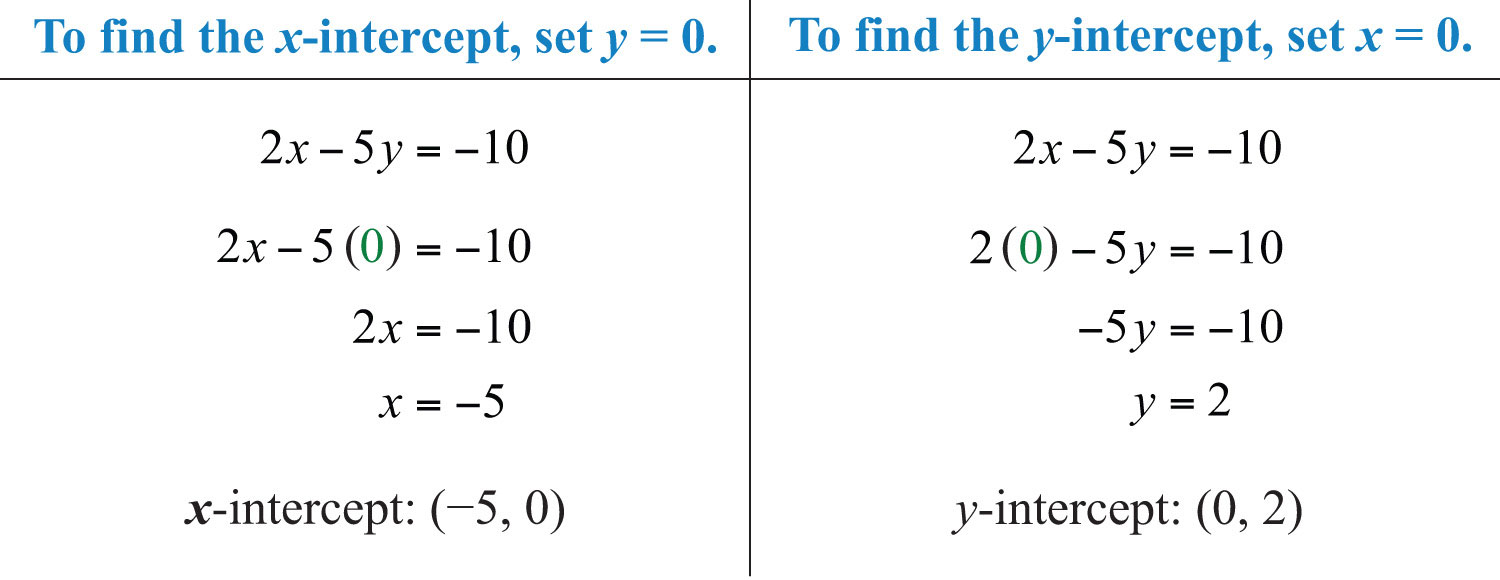 To find the x-intercept, set y = 0.
2x − 5y = −10
2x − 5(0) = −10
2x = −10
x = −5
x-intercept: (−5, 0)
To find the y-intercept, set x = 0.
2x − 5y = −10
2(0) − 5y = −10
−5y = −10
y = 2
y-intercept: (0, 2)